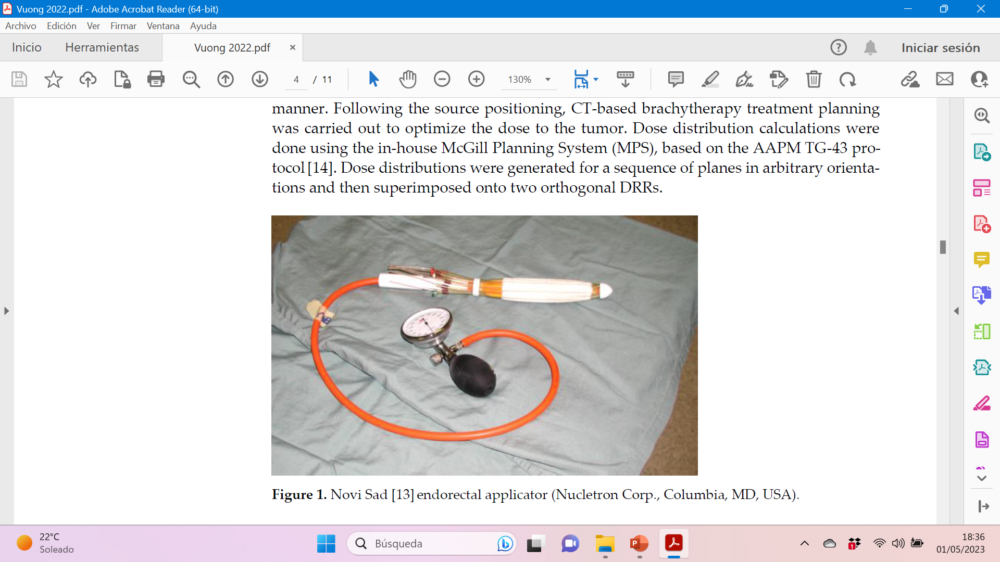 Vuong 2022.pdf - Adobe Acrobat Reader (64-bit)
Archivo Edición Ver Firmar Ventana Ayuda
Inicio Herramientas Vuong 2022.pdf Iniciar sesión
4 / 11 130%
manner. Following the source positioning, CT-based brachytherapy treatment planning
was carried out to optimize the dose to the tumor. Dose distribution calculations were
done using the in-house McGill Planning System (MPS), based on the AAPM TG-43 pro-
tocol [14]. Dose distributions were generated for a sequence of planes in arbitrary orienta-
tions and then superimposed onto two orthogonal DRRs.
Figure 1. Novi Sad [13] endorectal applicator (Nucletron Corp., Columbia, MD, USA).
22°C
Soleado
Búsqueda
P
1
18:36
01/05/2023